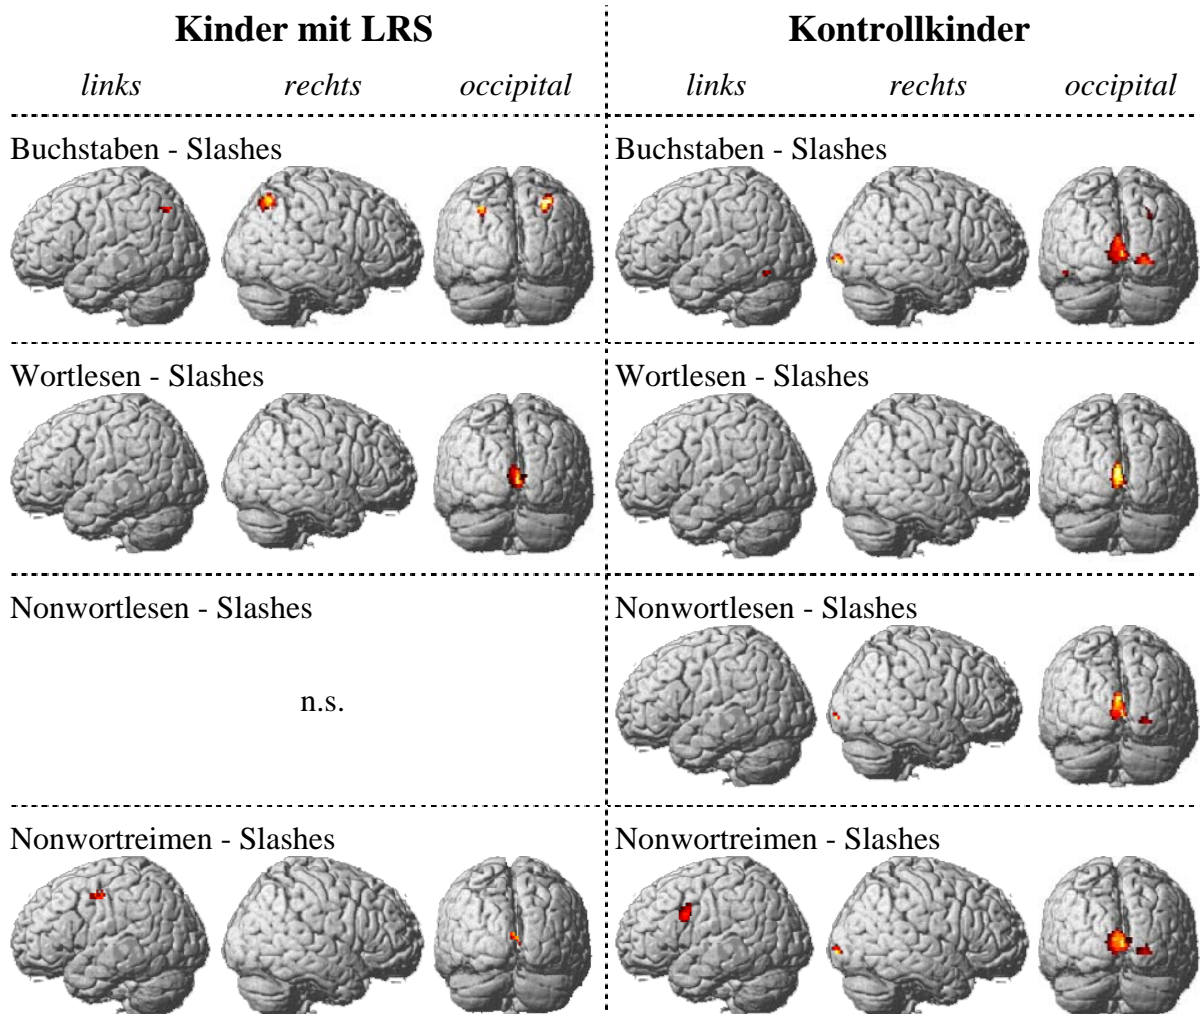 Kinder mit LRS Kontrollkinder
links rechts occipital links rechts occipital
Buchstaben - Slashes Buchstaben - Slashes
Wortlesen - Slashes Wortlesen - Slashes
Nonwortlesen - Slashes Nonwortlesen - Slashes
n.s.
Nonwortreimen - Slashes Nonwortreimen - Slashes